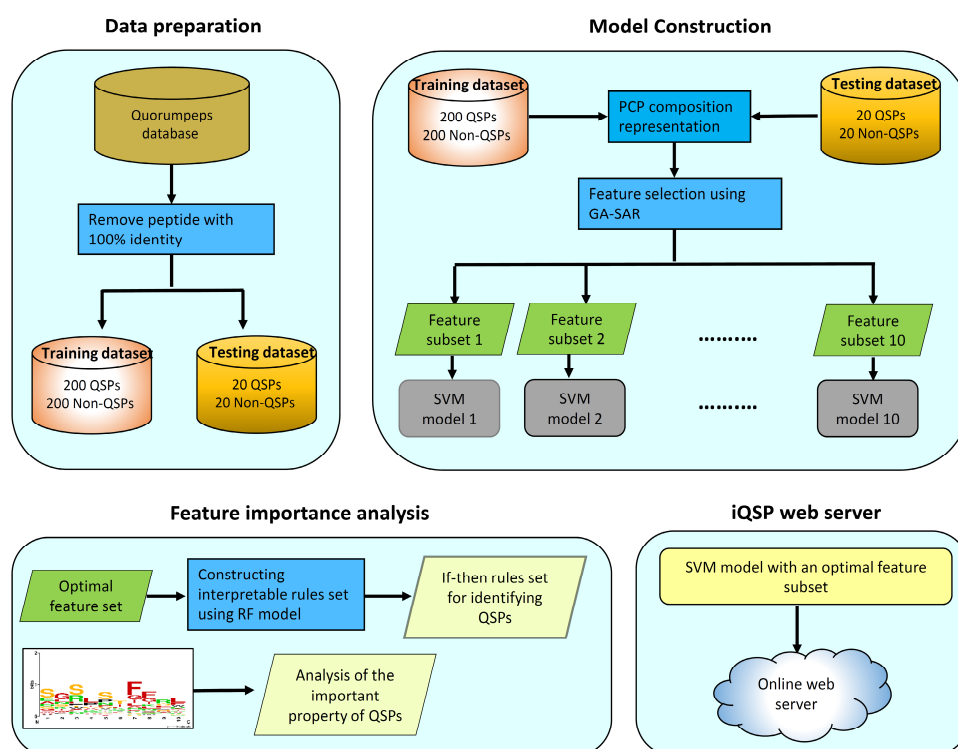 Data preparation
Quorumpeps
database
Remove peptide with
100% identity
Training dataset
200 QSPs
200 Non-QSPs
Testing dataset
20 QSPs
20 Non-QSPs
Model Construction
Training dataset
200 QSPs
200 Non-QSPs
PCP composition
representation
Testing dataset
20 QSPs
20 Non-QSPs
Feature selection using
GA-SAR
Feature
subset 1
Feature
subset 2
..........
Feature
subset 10
SVM
model 1
SVM
model 2
..........
SVM
model 10
Feature importance analysis
Optimal
feature set
Constructing
interpretable rules set
using RF model
If-then rules set
for identifying
QSPs
Analysis of the
important
property of QSPs
iQSP web server
SVM model with an optimal feature
subset
Online web
server